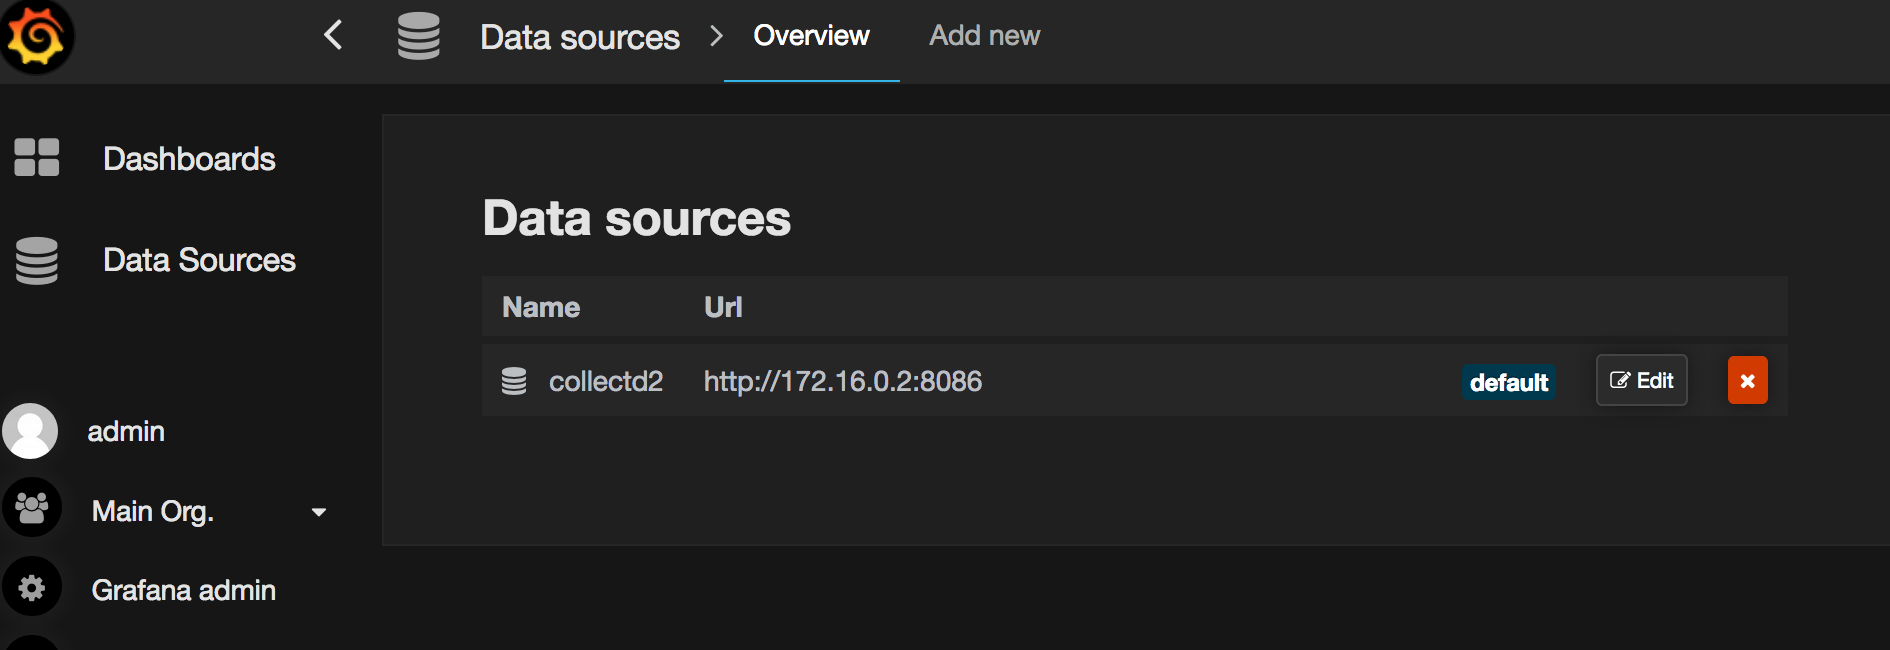 Data sources Overview Add new
Dashboards
Data Sources
admin
Main Org.
Grafana admin
Data sources
Name Url
collectd2 http://172.16.0.2:8086 default Edit